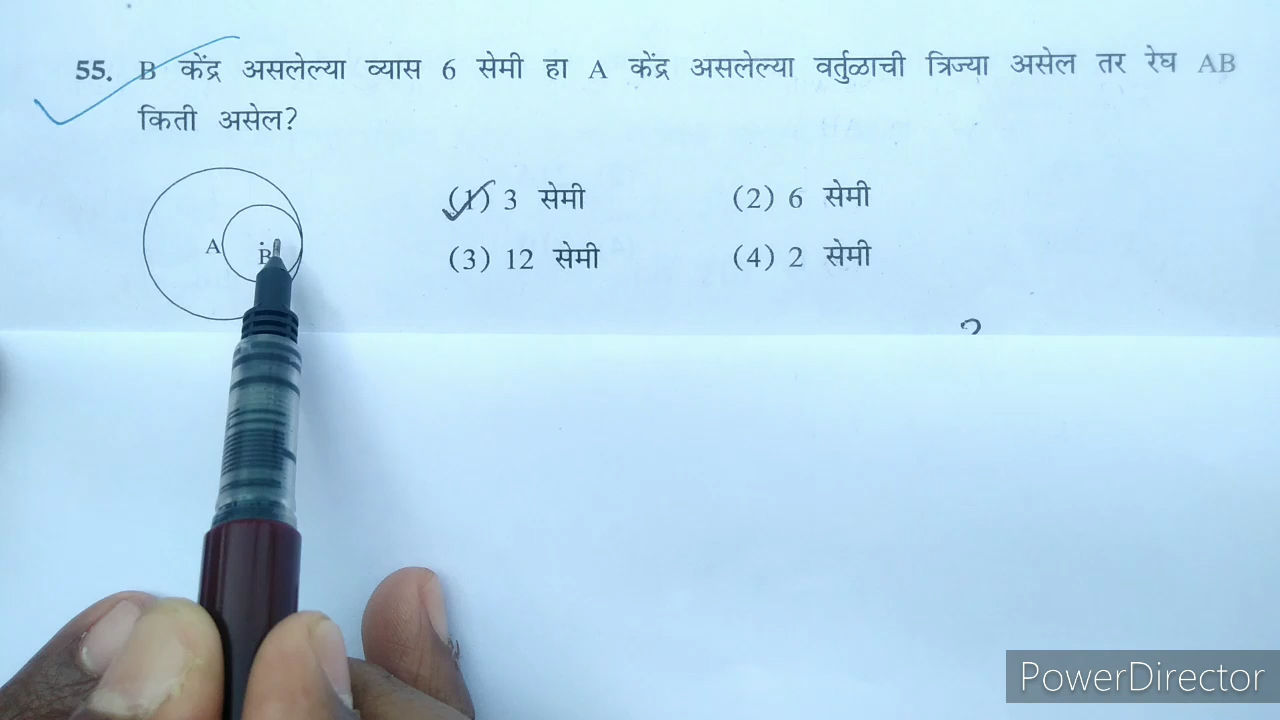 55. B केंद्र असलेल्या व्यास 6 सेमी हा A केंद्र असलेल्या वर्तुळाची त्रिज्या असेल तर रेघ AB
किती असेल?
(1) 3 सेमी (2) 6 सेमी
A B
(3) 12 सेमी (4) 2 सेमी
PowerDirector